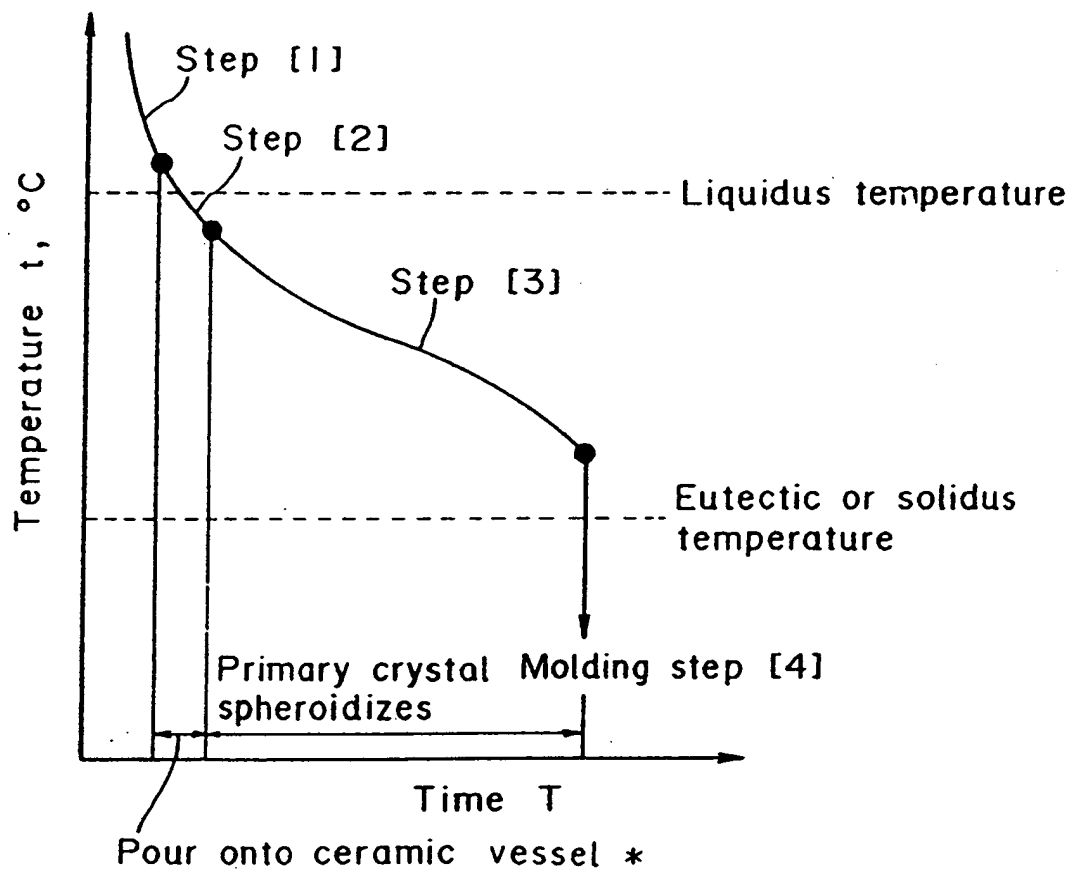 Step [1]
Step [2]
Liquidus temperature
Step [3]
Temperature t, °C
Eutectic or solidus
temperature
Primary crystal
spheroidizes
Molding step [4]
Time T
Pour onto ceramic vessel *